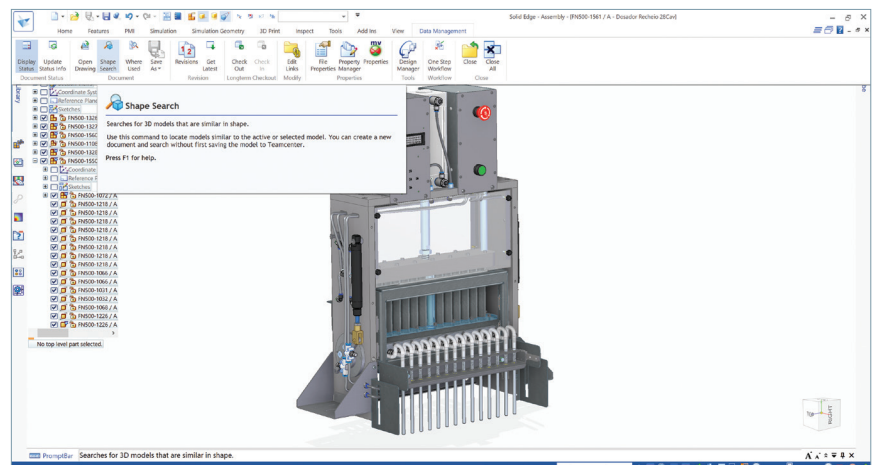 Solid Edge - Assembly - [FN500-1561 / A - Dosador Recheio 28Cav]
Home Features PMI Simulation Simulation Geometry 3D Print Inspect Tools Add Ins View Data Management
Display Status
Update Status Info
Open Drawing
Shape Search
Where Used
Save As
Revisions
Get Latest
Check Out
Check In
Edit Links
File Properties
Property Manager
Properties
Design Manager
One Step Workflow
Close
Close All
Document Status Document Revision Longterm Checkout Modify Properties Tools Workflow Close
Library
Coordinate Syst
Reference Plane
Sketches
FN500-1328
FN500-1327
FN500-1560
FN500-1108
FN500-1328
FN500-1550
Coordinate
Reference P
Sketches
FN500-1072 / A
FN500-1218 / A
FN500-1218 / A
FN500-1218 / A
FN500-1218 / A
FN500-1218 / A
FN500-1218 / A
FN500-1218 / A
FN500-1218 / A
FN500-1066 / A
FN500-1066 / A
FN500-1031 / A
FN500-1032 / A
FN500-1068 / A
FN500-1226 / A
FN500-1226 / A
No top level part selected.
Shape Search
Searches for 3D models that are similar in shape.
Use this command to locate models similar to the active or selected model. You can create a new
document and search without first saving the model to Teamcenter.
Press F1 for help.
RIGHT
PromptBar Searches for 3D models that are similar in shape.